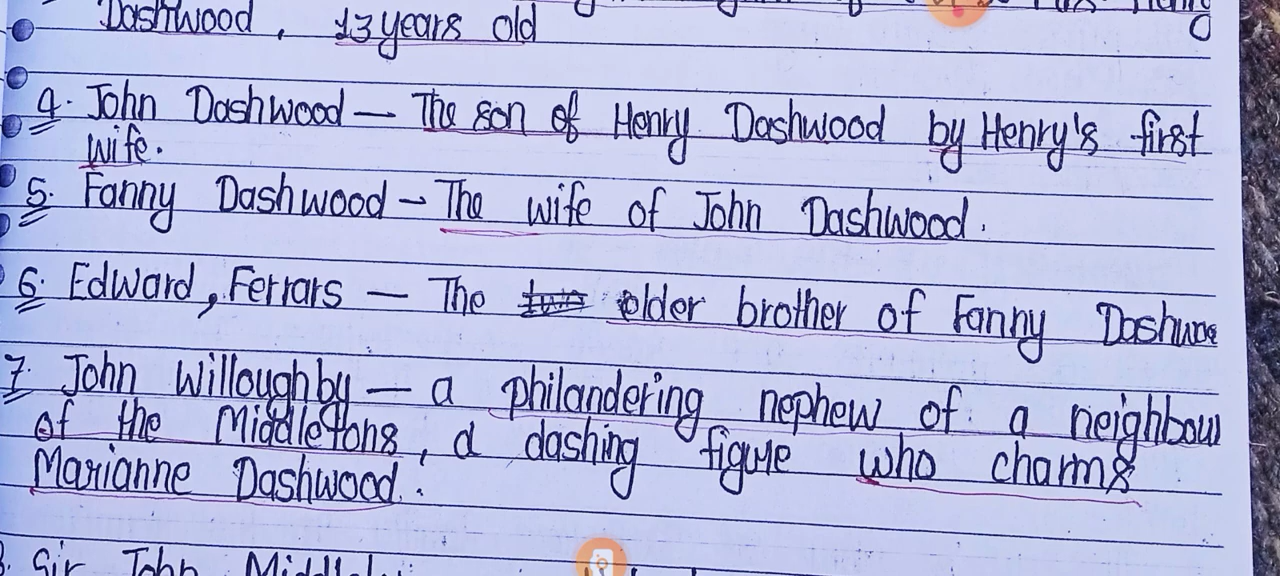 Dashwood, 13 years old
4. John Dashwood — The son of Henry Dashwood by Henry's first
wife.
5. Fanny Dashwood – The wife of John Dashwood.
6. Edward, Ferrars — The older brother of Fanny Dashwoo
7. John Willoughby — a philandering nephew of a neighbour
of the Middletons, a dashing figure who charms
Marianne Dashwood.
Sir John